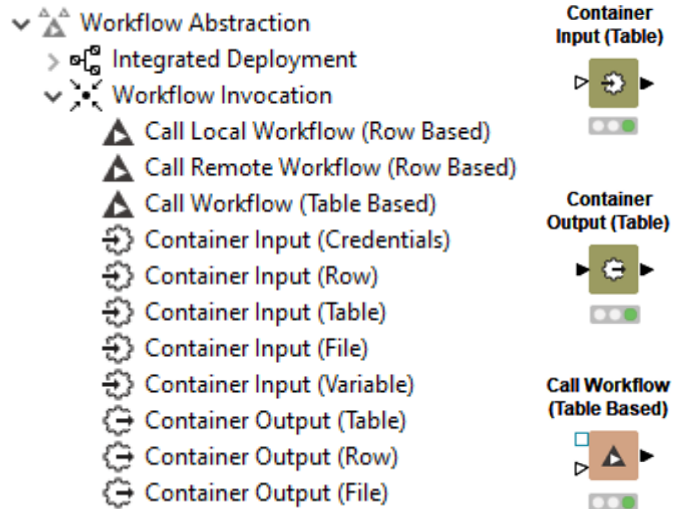 Workflow Abstraction
Integrated Deployment
Workflow Invocation
Call Local Workflow (Row Based)
Call Remote Workflow (Row Based)
Call Workflow (Table Based)
Container Input (Credentials)
Container Input (Row)
Container Input (Table)
Container Input (File)
Container Input (Variable)
Container Output (Table)
Container Output (Row)
Container Output (File)
Container
Input (Table)
Container
Output (Table)
Call Workflow
(Table Based)